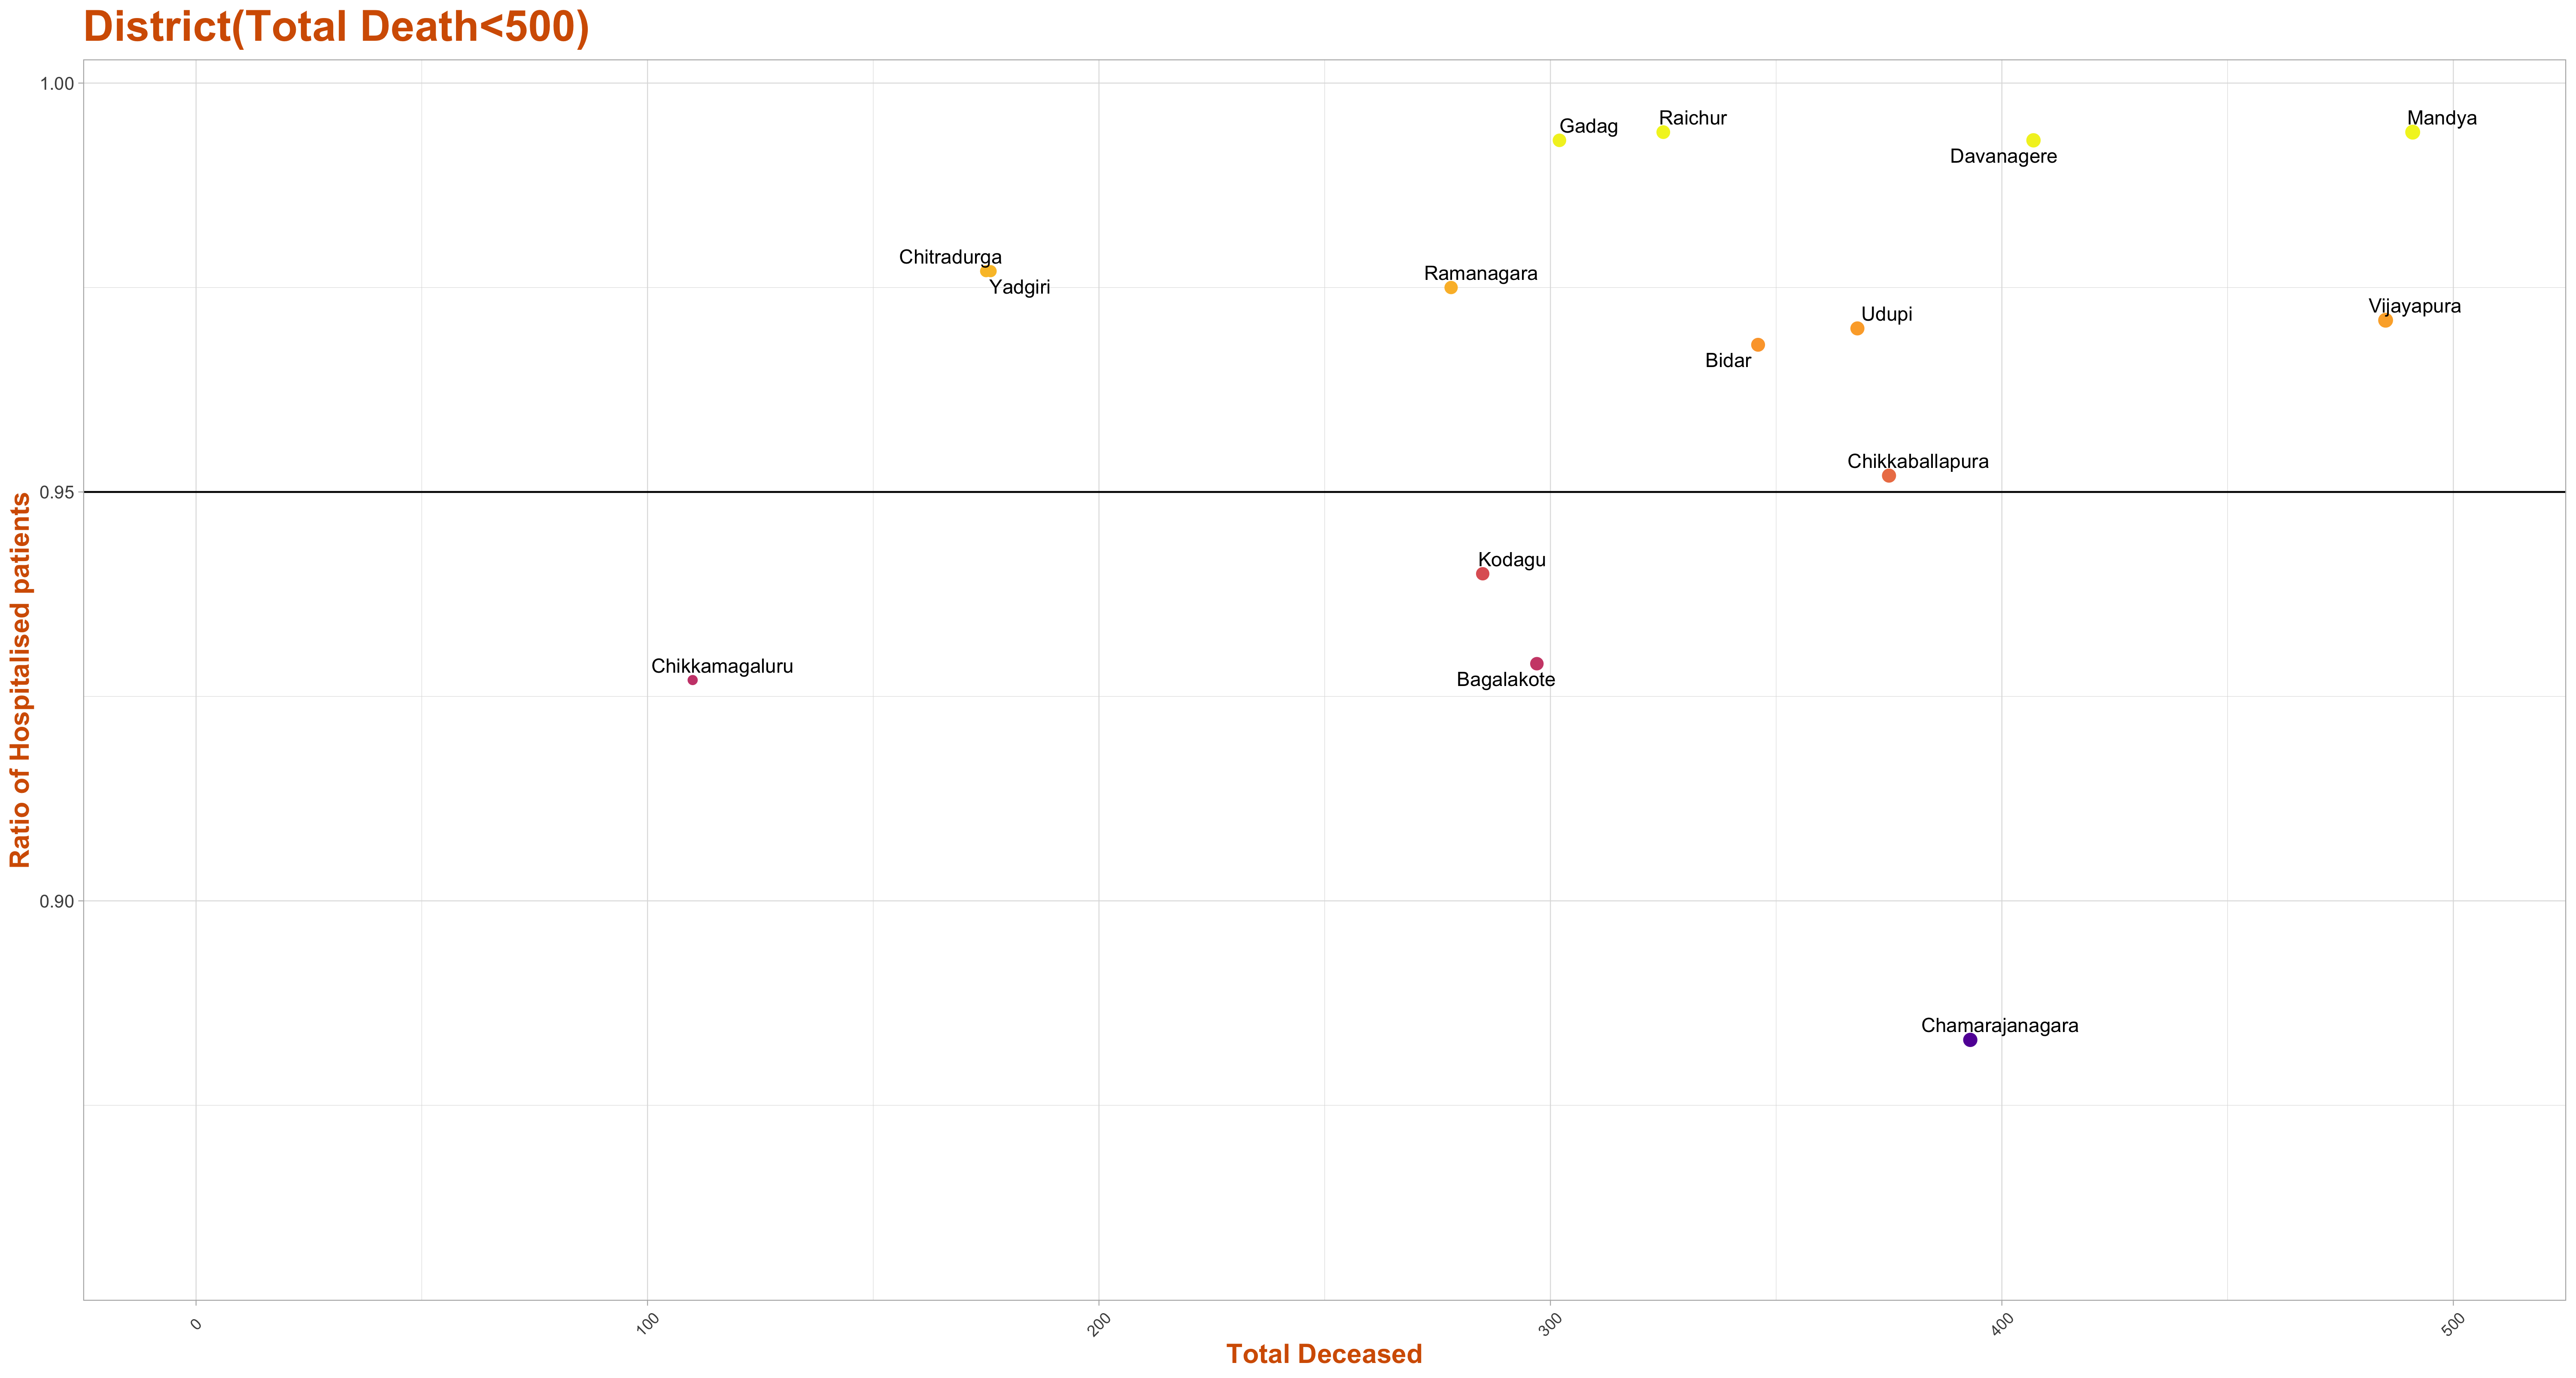 District(Total Death<500)
1.00
Gadag
Raichur
Mandya
Davanagere
Chitradurga
Yadgiri
Ramanagara
Udupi
Vijayapura
Bidar
Chikkaballapura
0.95
Kodagu
Chikkamagaluru
Bagalakote
Ratio of Hospitalised patients
0.90
Chamarajanagara
0
100
200
300
400
500
Total Deceased